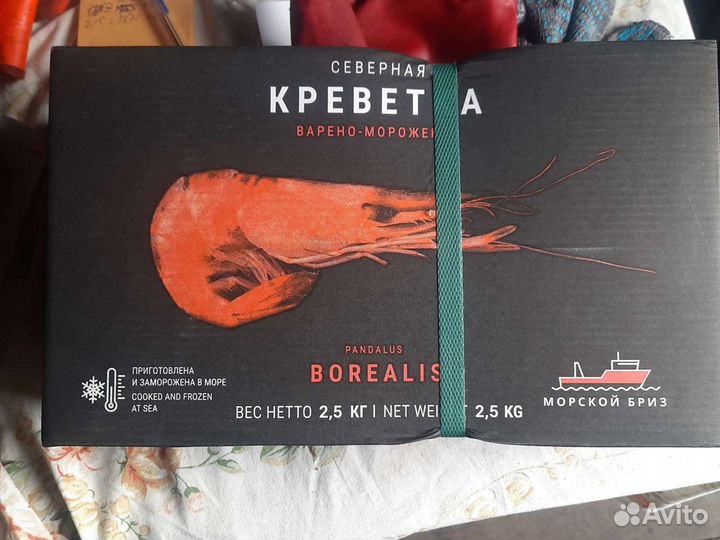 СЕВЕРНАЯ
КРЕВЕТ А
ВАРЕНО-МОРОЖЕН
PANDALUS
BOREALIS
ПРИГОТОВЛЕНА
И ЗАМОРОЖЕНА В МОРЕ
COOKED AND FROZEN
AT SEA
ВЕС НЕТТО 2,5 КГ | NET WEI T 2,5 KG
МОРСКОЙ БРИЗ
Avito